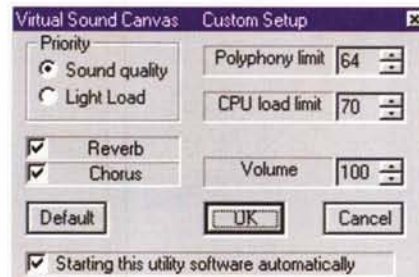 Virtual Sound Canvas Custom Setup
Priority
Sound quality
Light Load
Polyphony limit 64
CPU load limit 70
Reverb
Chorus
Volume 100
Default
OK
Cancel
Starting this utility software automatically